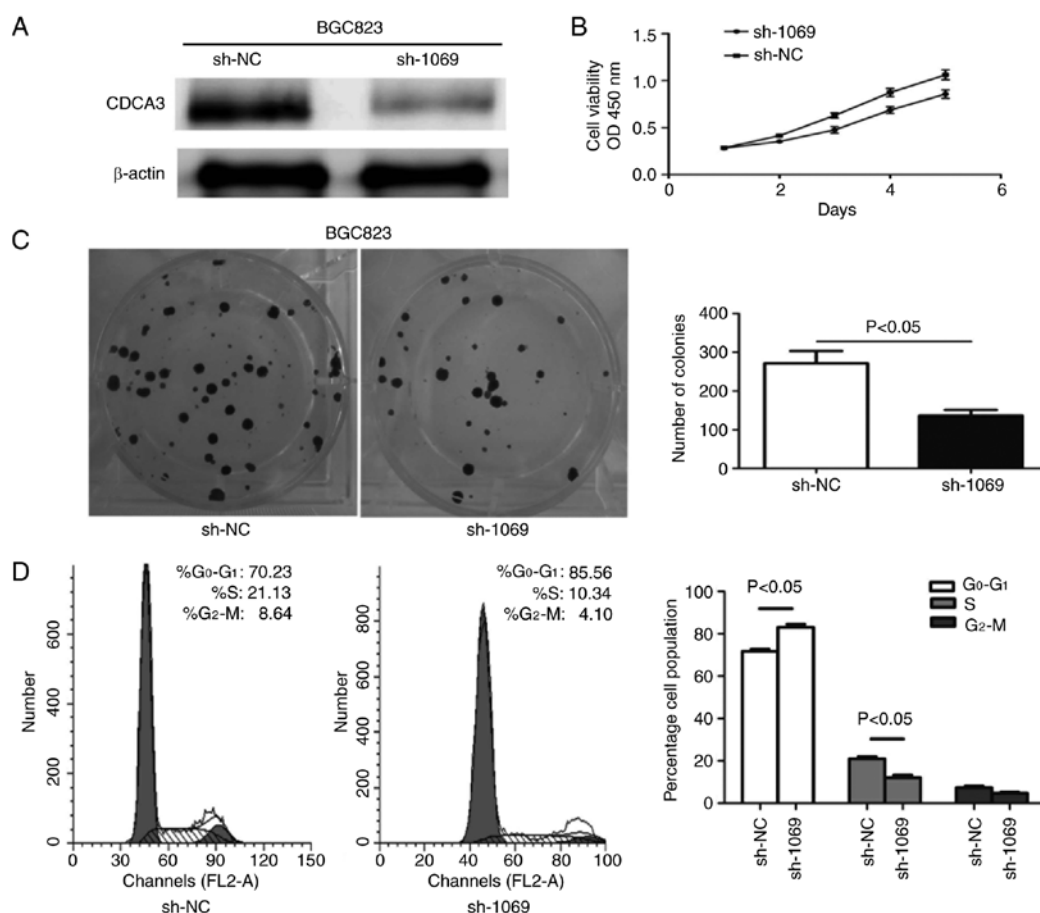 A
BGC823
sh-NC sh-1069
CDCA3
β-actin
B
sh-1069
sh-NC
Cell viability
OD 450 nm
1.5
1.0
0.5
0.0
0 2 4 6
Days
C
BGC823
sh-NC sh-1069
Number of colonies
400
300
200
100
0
P<0.05
sh-NC sh-1069
D
%G0-G1: 70.23
%S: 21.13
%G2-M: 8.64
Number
600
400
200
0
0 30 60 90 120 150
Channels (FL2-A)
sh-NC
%G0-G1: 85.56
%S: 10.34
%G2-M: 4.10
Number
800
600
400
200
0
0 20 40 60 80 100
Channels (FL2-A)
sh-1069
Percentage cell population
100
80
60
40
20
0
P<0.05
P<0.05
G0-G1
S
G2-M
sh-NC
sh-1069
sh-NC
sh-1069
sh-NC
sh-1069